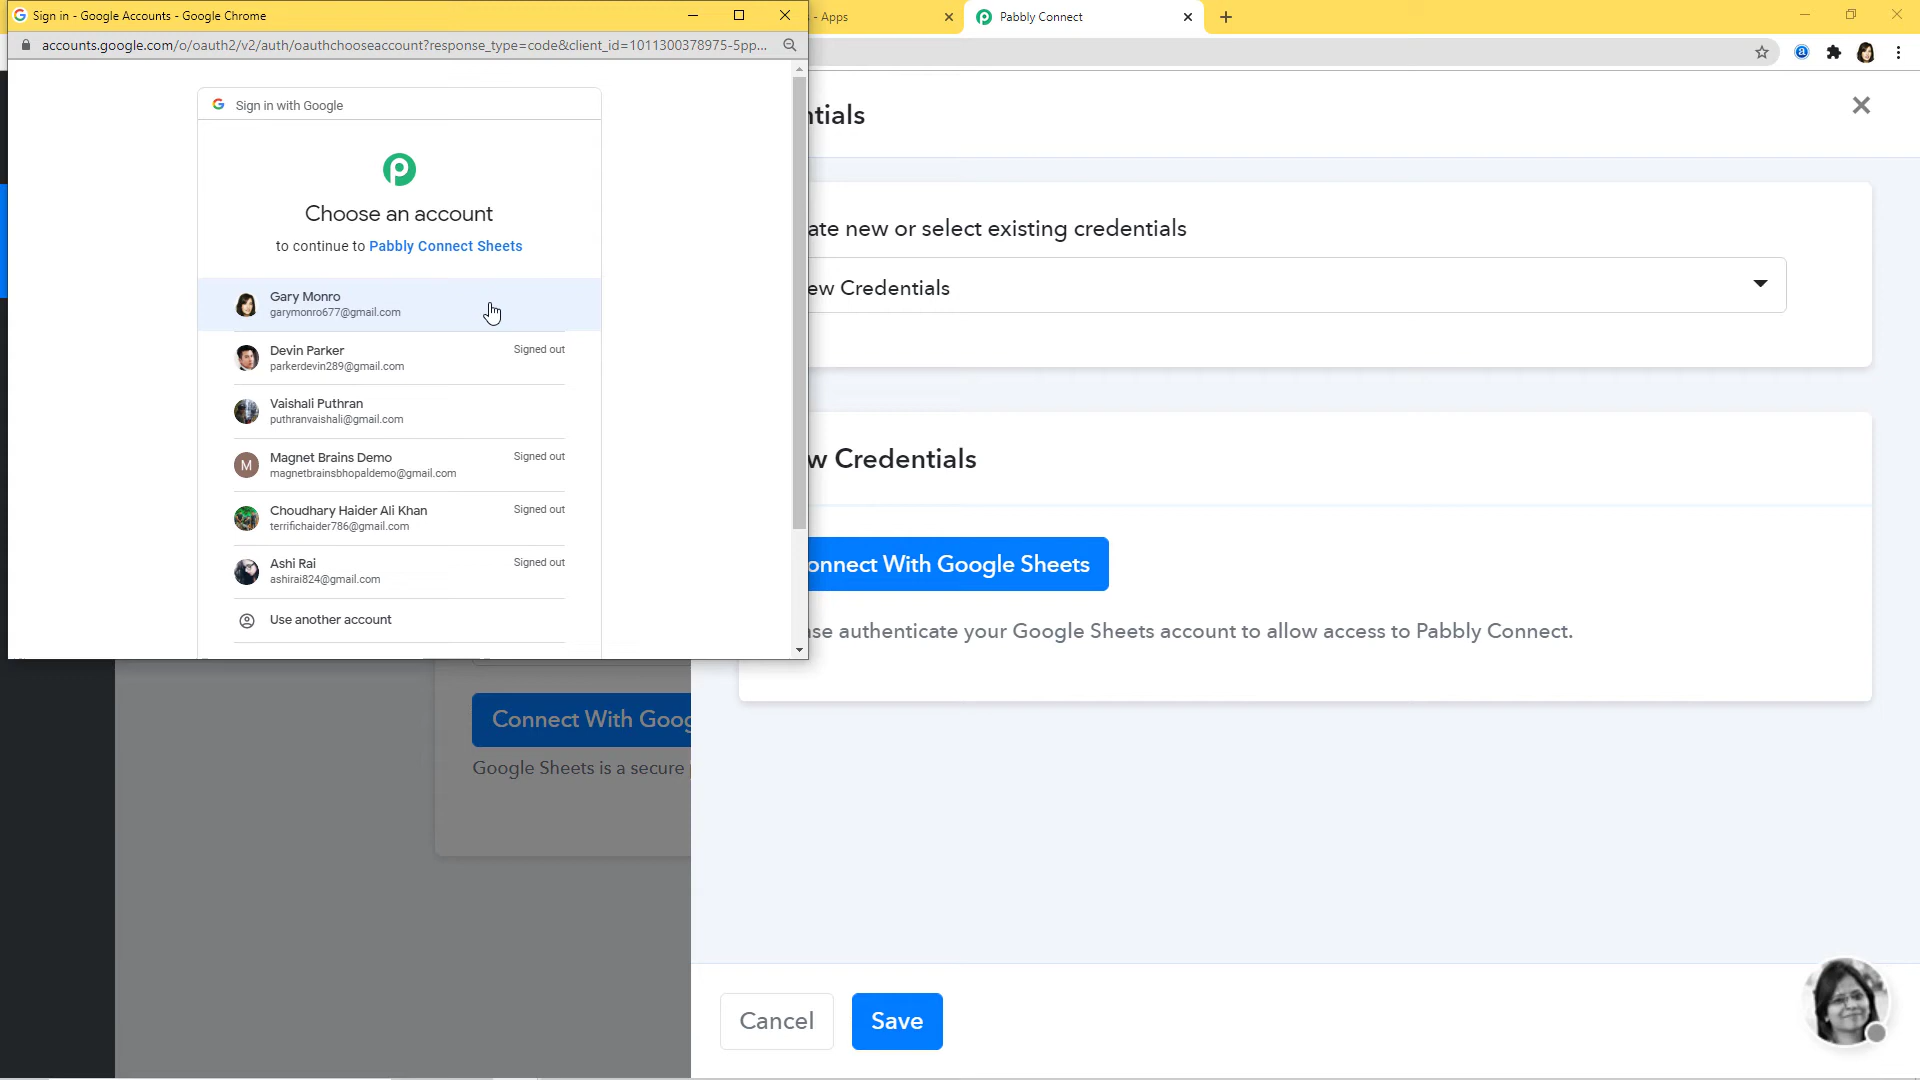 Sign in - Google Accounts - Google Chrome
- Apps
Pabbly Connect
accounts.google.com/o/oauth2/v2/auth/oauthchooseaccount?response_type=code&client_id=1011300378975-5pp...
Sign in with Google
Choose an account
to continue to Pabbly Connect Sheets
Gary Monro
garymonro677@gmail.com
Devin Parker
Signed out
parkerdevin289@gmail.com
Vaishali Puthran
puthranvaishali@gmail.com
Magnet Brains Demo
Signed out
magnetbrainsbhopaldemo@gmail.com
M
Choudhary Haider Ali Khan
Signed out
terrifichaider786@gmail.com
Ashi Rai
Signed out
ashirai824@gmail.com
Use another account
ntials
ate new or select existing credentials
ew Credentials
w Credentials
onnect With Google Sheets
se authenticate your Google Sheets account to allow access to Pabbly Connect.
Connect With Goog
Google Sheets is a secure
Cancel
Save